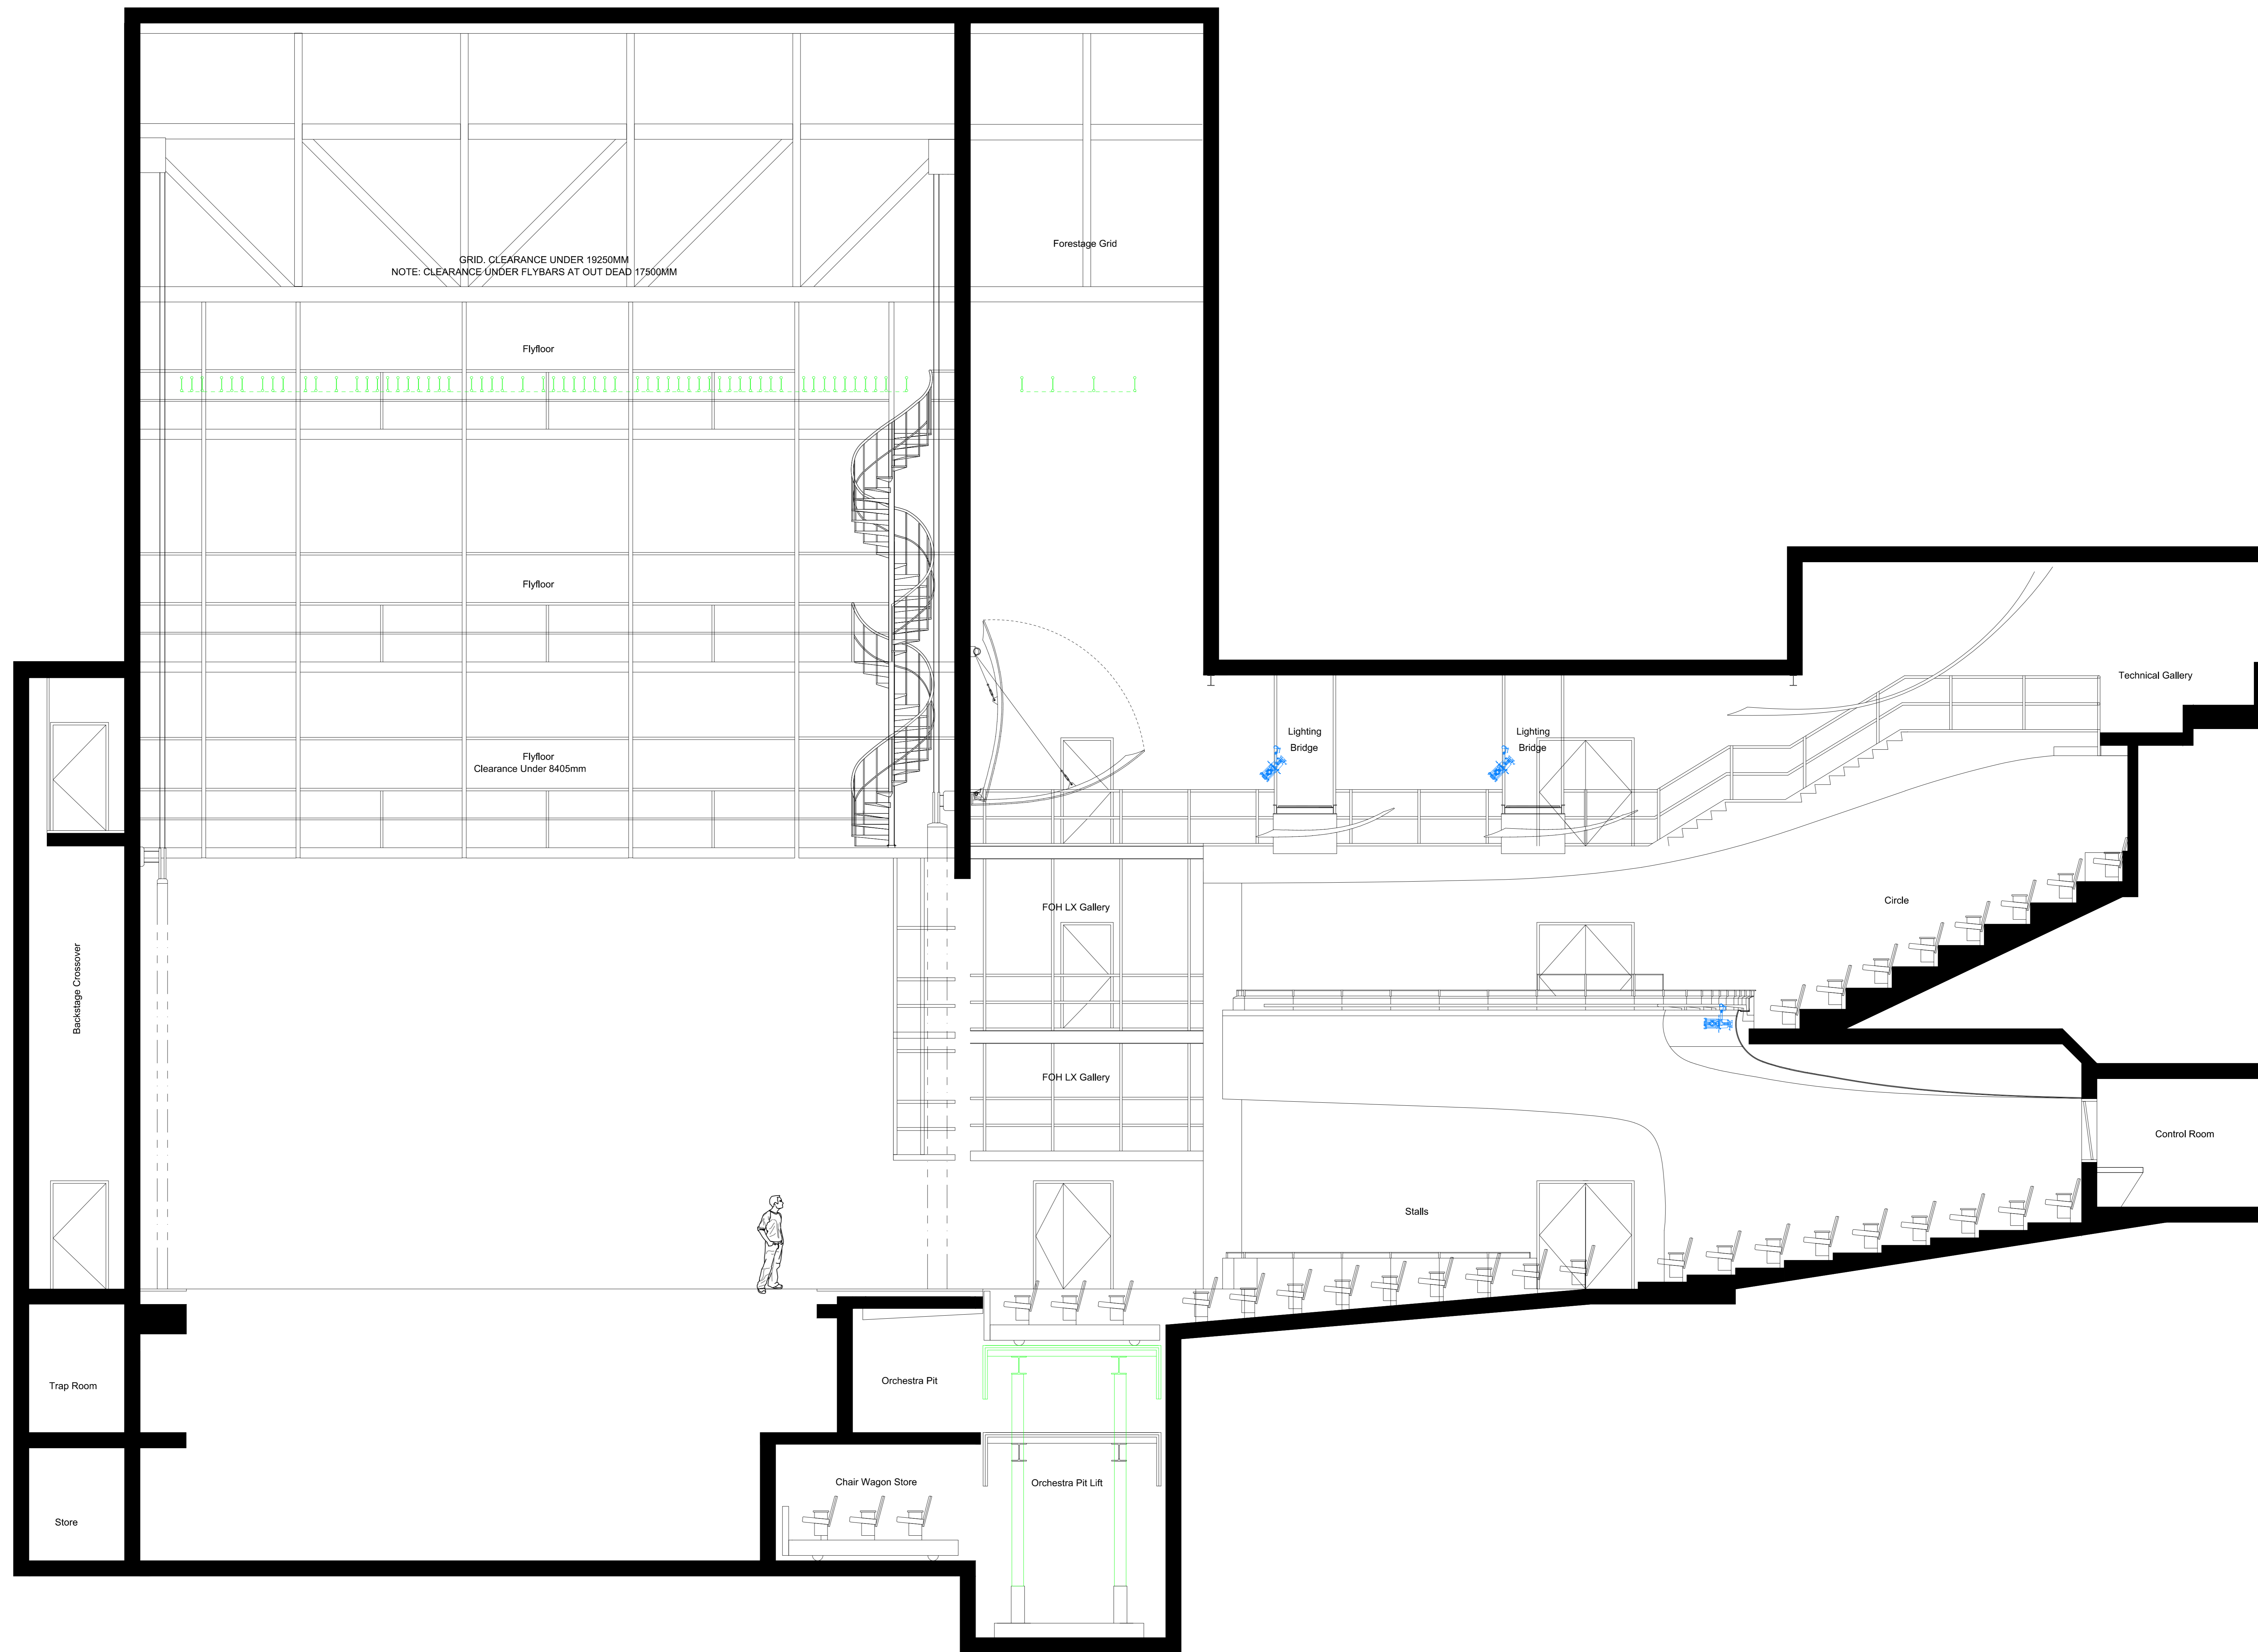 Forestage Grid
GRID. CLEARANCE UNDER 19250MM
NOTE: CLEARANCE UNDER FLYBARS AT OUT DEAD 17500MM
Flyfloor
Flyfloor
Technical Gallery
Lighting
Bridge
Lighting
Bridge
Flyfloor
Clearance Under 8405mm
Circle
FOH LX Gallery
Backstage Crossover
FOH LX Gallery
Control Room
Stalls
Orchestra Pit
Trap Room
Chair Wagon Store
Orchestra Pit Lift
Store